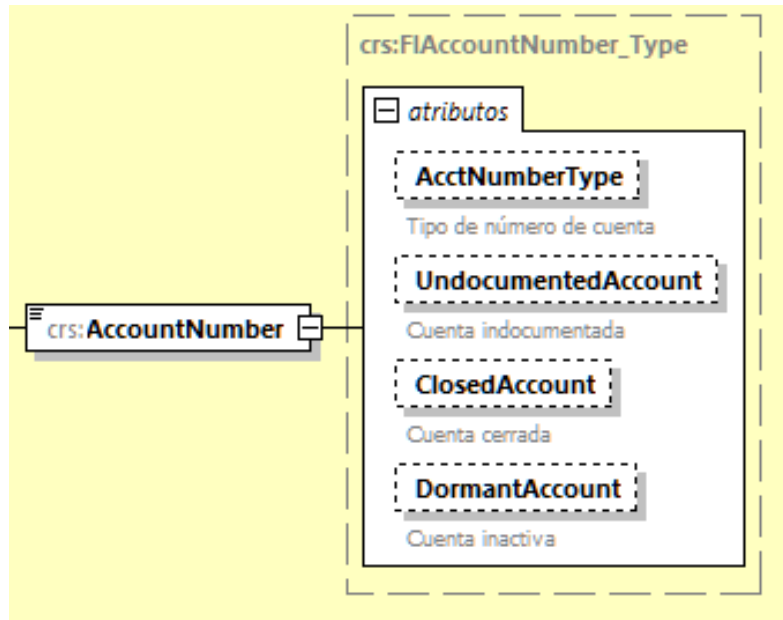 crs:FIAccountNumber_Type
atributos
AcctNumberType
Tipo de número de cuenta
UndocumentedAccount
Cuenta indocumentada
crs:AccountNumber
ClosedAccount
Cuenta cerrada
DormantAccount
Cuenta inactiva